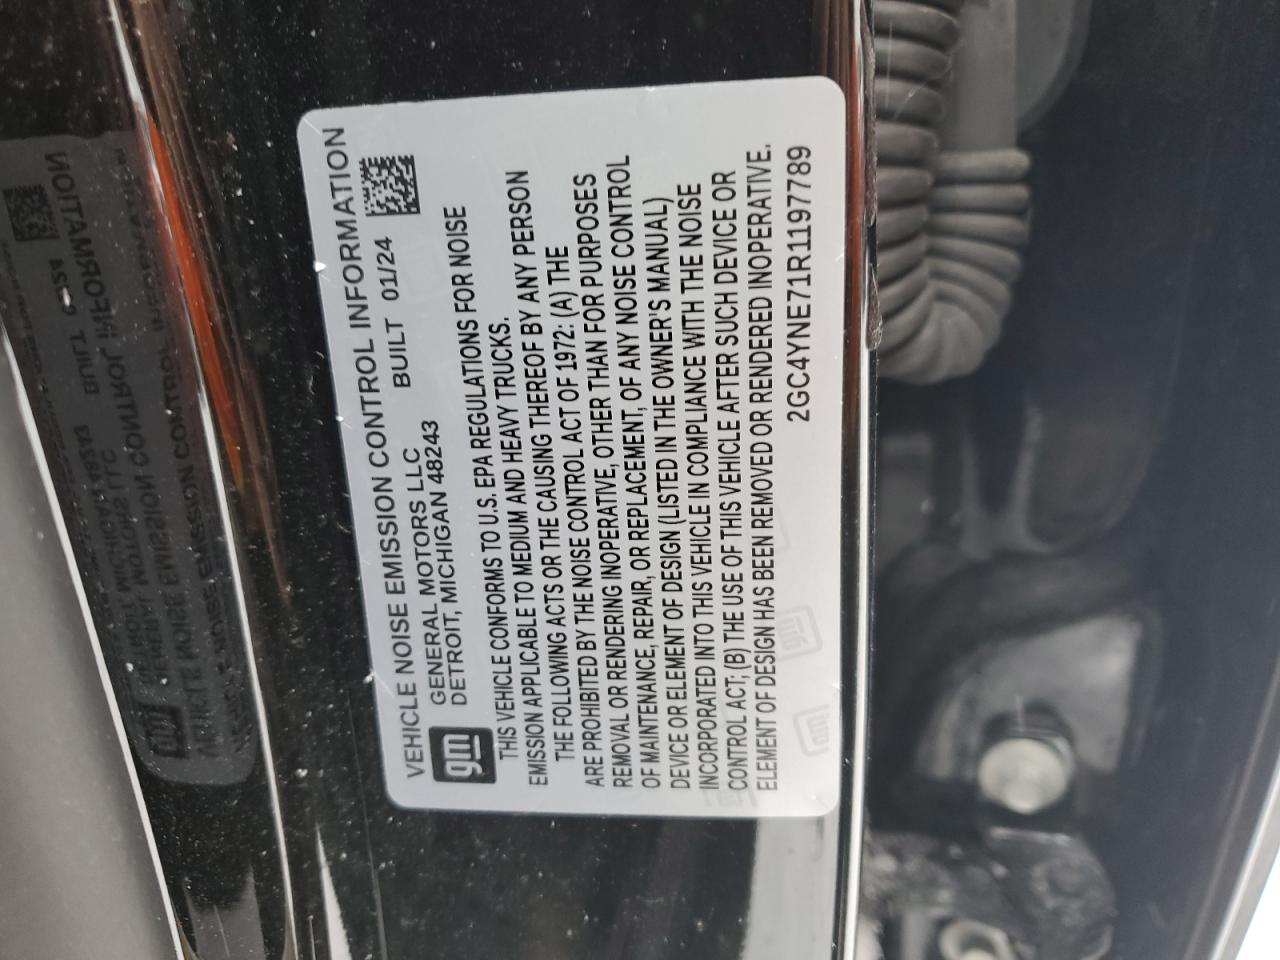 VEHICLE NOISE EMISSION CONTROL INFORMATION
gm
GENERAL MOTORS LLC BUILT 01/24
DETROIT, MICHIGAN 48243
THIS VEHICLE CONFORMS TO U.S. EPA REGULATIONS FOR NOISE
EMISSION APPLICABLE TO MEDIUM AND HEAVY TRUCKS.
THE FOLLOWING ACTS OR THE CAUSING THEREOF BY ANY PERSON
ARE PROHIBITED BY THE NOISE CONTROL ACT OF 1972: (A) THE
REMOVAL OR RENDERING INOPERATIVE, OTHER THAN FOR PURPOSES
OF MAINTENANCE, REPAIR, OR REPLACEMENT, OF ANY NOISE CONTROL
DEVICE OR ELEMENT OF DESIGN (LISTED IN THE OWNER'S MANUAL)
INCORPORATED INTO THIS VEHICLE IN COMPLIANCE WITH THE NOISE
CONTROL ACT; (B) THE USE OF THIS VEHICLE AFTER SUCH DEVICE OR
ELEMENT OF DESIGN HAS BEEN REMOVED OR RENDERED INOPERATIVE.
2GC4YNE71R1197789